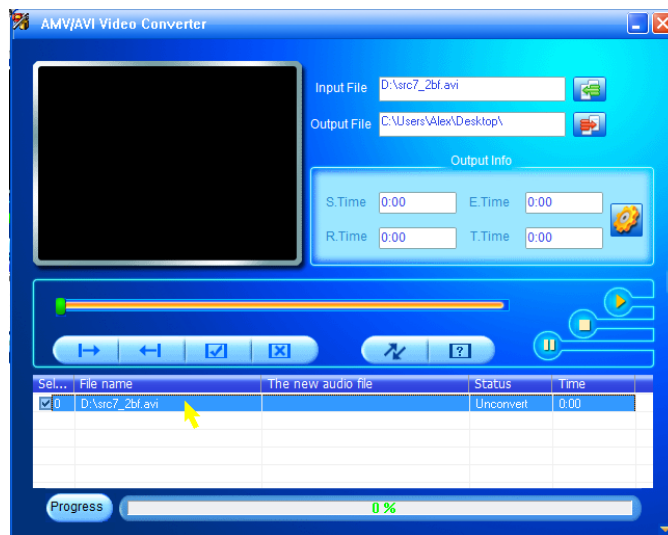 AMV/AVI Video Converter
Input File D:\src7_2bf.avi
Output File C:\Users\Alex\Desktop\
Output Info
S.Time 0:00 E.Time 0:00
R.Time 0:00 T.Time 0:00
Sel... File name The new audio file Status Time
0 D:\src7_2bf.avi Unconvert 0:00
Progress 0 %